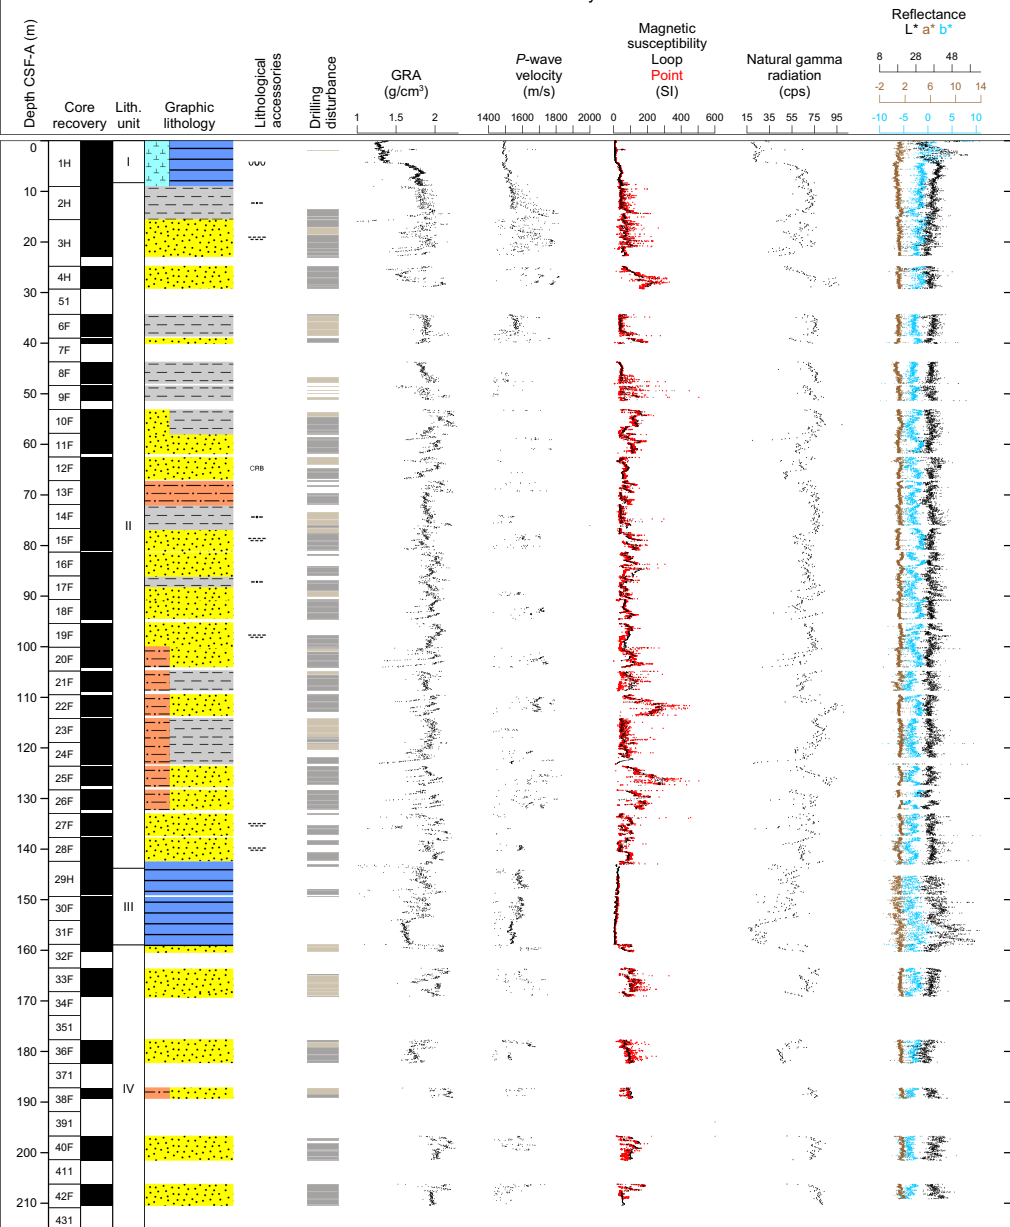 Depth CSF-A (m)
Core
recovery
Lith.
unit
Graphic
lithology
Lithological
accessories
Drilling
disturbance
GRA
(g/cm³)
1 1.5 2
P-wave
velocity
(m/s)
1400 1600 1800 2000
Magnetic
susceptibility
Loop
Point
(SI)
0 200 400 600
Natural gamma
radiation
(cps)
15 35 55 75 95
Reflectance
L* a* b*
8 28 48
-2 2 6 10 14
-10 -5 0 5 10
0
10
20
30
40
50
60
70
80
90
100
110
120
130
140
150
160
170
180
190
200
210
1H
2H
3H
4H
51
6F
7F
8F
9F
10F
11F
12F
13F
14F
15F
16F
17F
18F
19F
20F
21F
22F
23F
24F
25F
26F
27F
28F
29H
30F
31F
32F
33F
34F
351
36F
371
38F
391
40F
411
42F
431
I
II
III
IV
CRB